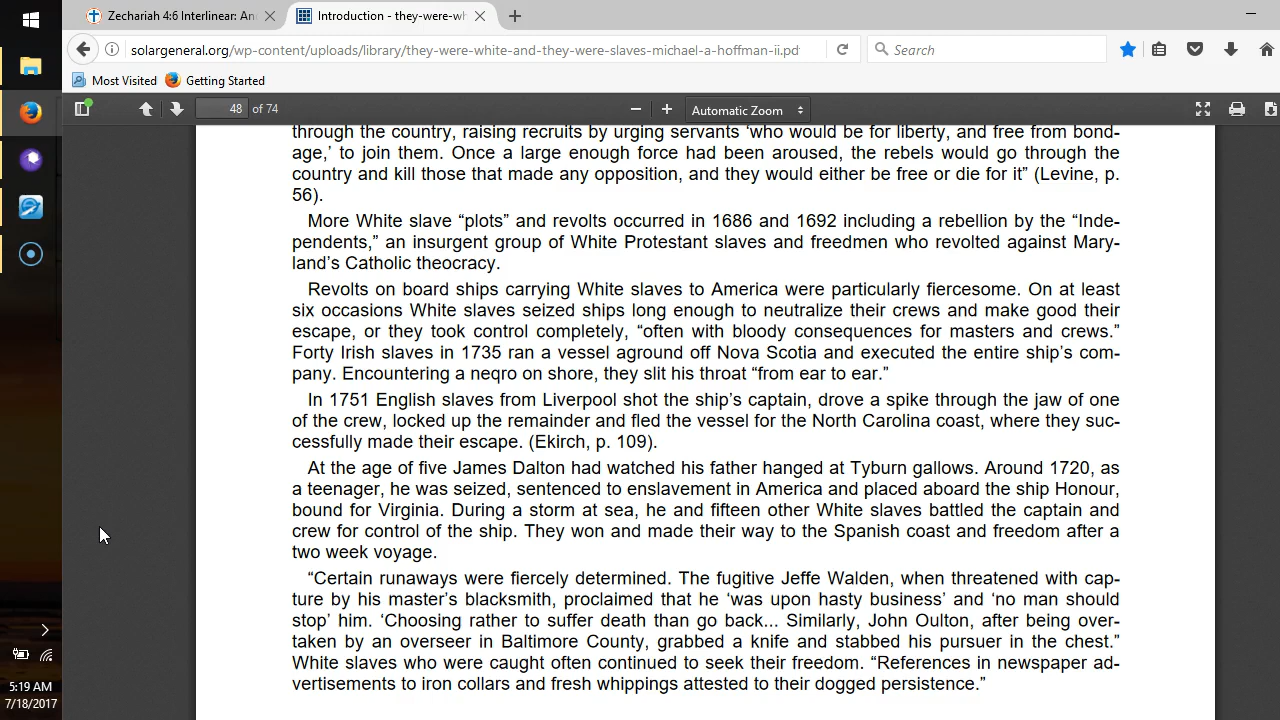 Zechariah 4:6 Interlinear: An
Introduction - they-were-wh
solargeneral.org/wp-content/uploads/library/they-were-white-and-they-were-slaves-michael-a-hoffman-ii.pd
Search
Most Visited
Getting Started
48 of 74
Automatic Zoom
through the country, raising recruits by urging servants ‘who would be for liberty, and free from bond-
age,’ to join them. Once a large enough force had been aroused, the rebels would go through the
country and kill those that made any opposition, and they would either be free or die for it” (Levine, p.
56).
More White slave “plots” and revolts occurred in 1686 and 1692 including a rebellion by the “Inde-
pendents,” an insurgent group of White Protestant slaves and freedmen who revolted against Mary-
land’s Catholic theocracy.
Revolts on board ships carrying White slaves to America were particularly fiercesome. On at least
six occasions White slaves seized ships long enough to neutralize their crews and make good their
escape, or they took control completely, “often with bloody consequences for masters and crews.”
Forty Irish slaves in 1735 ran a vessel aground off Nova Scotia and executed the entire ship’s com-
pany. Encountering a neqro on shore, they slit his throat “from ear to ear.”
In 1751 English slaves from Liverpool shot the ship’s captain, drove a spike through the jaw of one
of the crew, locked up the remainder and fled the vessel for the North Carolina coast, where they suc-
cessfully made their escape. (Ekirch, p. 109).
At the age of five James Dalton had watched his father hanged at Tyburn gallows. Around 1720, as
a teenager, he was seized, sentenced to enslavement in America and placed aboard the ship Honour,
bound for Virginia. During a storm at sea, he and fifteen other White slaves battled the captain and
crew for control of the ship. They won and made their way to the Spanish coast and freedom after a
two week voyage.
“Certain runaways were fiercely determined. The fugitive Jeffe Walden, when threatened with cap-
ture by his master’s blacksmith, proclaimed that he ‘was upon hasty business’ and ‘no man should
stop’ him. ‘Choosing rather to suffer death than go back... Similarly, John Oulton, after being over-
taken by an overseer in Baltimore County, grabbed a knife and stabbed his pursuer in the chest.”
White slaves who were caught often continued to seek their freedom. “References in newspaper ad-
vertisements to iron collars and fresh whippings attested to their dogged persistence.”
5:19 AM
7/18/2017